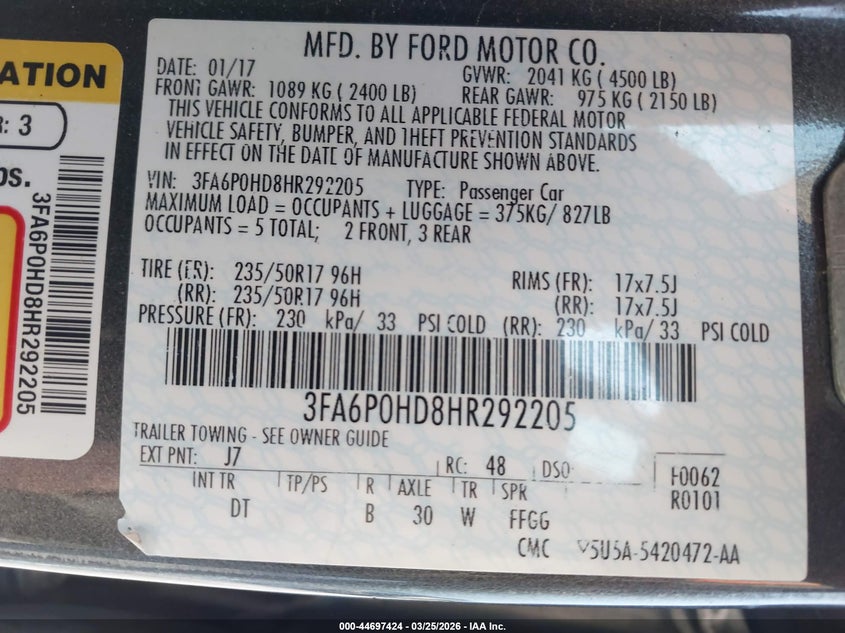 ATION
R: 3
os.
3FA6P0HD8HR292205
MFD. BY FORD MOTOR CO.
DATE: 01/17 GVWR: 2041 KG ( 4500 LB)
FRONT GAWR: 1089 KG ( 2400 LB) REAR GAWR: 975 KG ( 2150 LB)
THIS VEHICLE CONFORMS TO ALL APPLICABLE FEDERAL MOTOR
VEHICLE SAFETY, BUMPER, AND THEFT PREVENTION STANDARDS
IN EFFECT ON THE DATE OF MANUFACTURE SHOWN ABOVE.
VIN: 3FA6P0HD8HR292205 TYPE: Passenger Car
MAXIMUM LOAD = OCCUPANTS + LUGGAGE = 375KG/ 827LB
OCCUPANTS = 5 TOTAL; 2 FRONT, 3 REAR
TIRE (FR): 235/50R17 96H RIMS (FR): 17x7.5J
(RR): 235/50R17 96H (RR): 17x7.5J
PRESSURE (FR): 230 kPa/ 33 PSI COLD (RR): 230 kPa/ 33 PSI COLD
3FA6P0HD8HR292205
TRAILER TOWING - SEE OWNER GUIDE
EXT PNT: J7 RC: 48 DSO
INT TR TP/PS R AXLE TR SPR F0062
DT B 30 W FFGG R0101
CMC V5U5A-5420472-AA
000-44697424 - 03/25/2026 - IAA Inc.